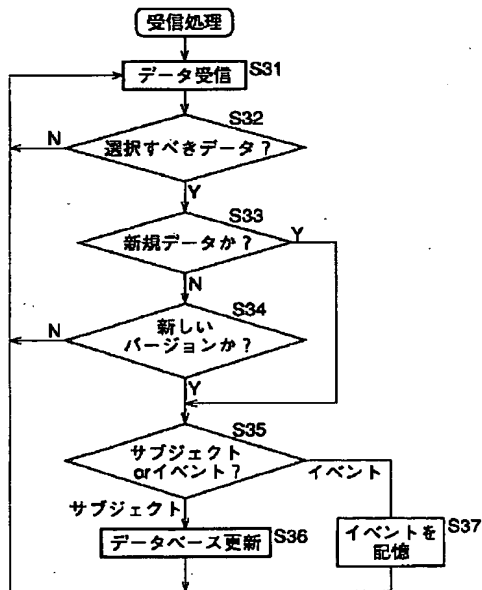 受信処理
データ受信
S31
S32
選択すべきデータ？
N
Y
S33
新規データか？
Y
N
S34
新しい
バージョンか？
N
Y
S35
サブジェクト
orイベント？
イベント
サブジェクト
データベース更新
S36
イベントを
記憶
S37